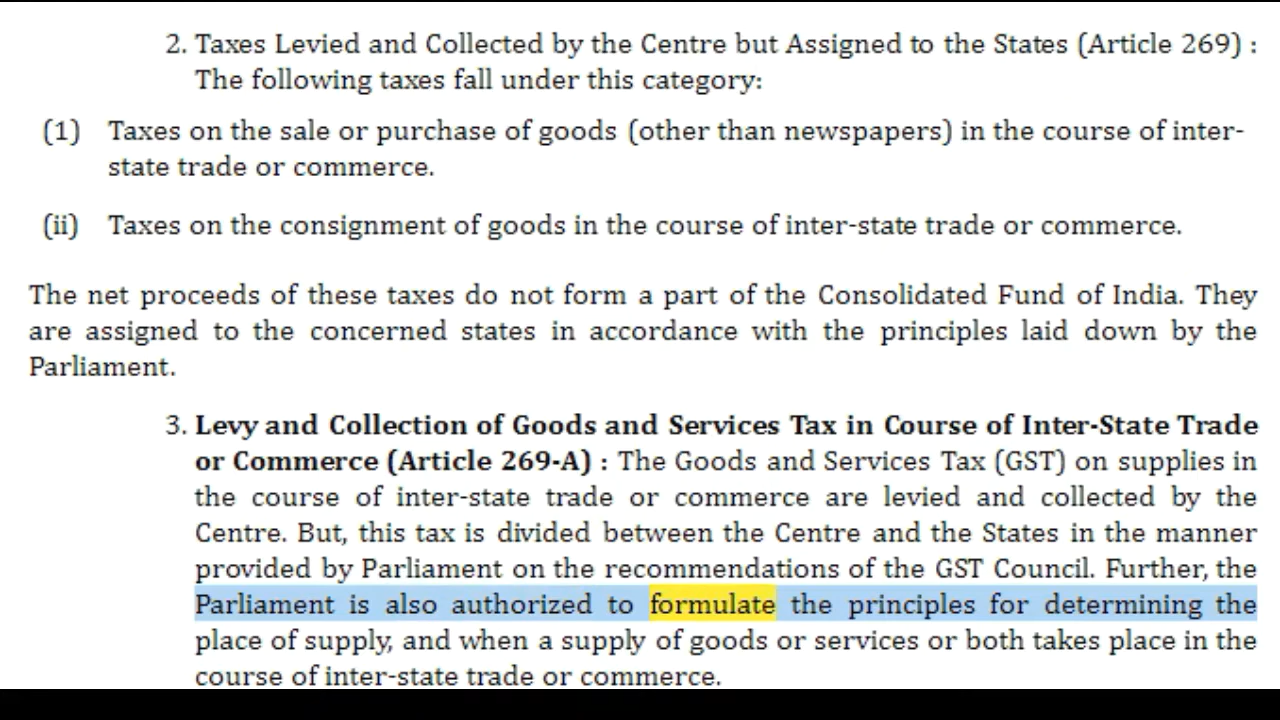 2. Taxes Levied and Collected by the Centre but Assigned to the States (Article 269) :
The following taxes fall under this category:
(1) Taxes on the sale or purchase of goods (other than newspapers) in the course of inter-
state trade or commerce.
(ii) Taxes on the consignment of goods in the course of inter-state trade or commerce.
The net proceeds of these taxes do not form a part of the Consolidated Fund of India. They
are assigned to the concerned states in accordance with the principles laid down by the
Parliament.
3. Levy and Collection of Goods and Services Tax in Course of Inter-State Trade
or Commerce (Article 269-A) : The Goods and Services Tax (GST) on supplies in
the course of inter-state trade or commerce are levied and collected by the
Centre. But, this tax is divided between the Centre and the States in the manner
provided by Parliament on the recommendations of the GST Council. Further, the
Parliament is also authorized to formulate the principles for determining the
place of supply, and when a supply of goods or services or both takes place in the
course of inter-state trade or commerce.